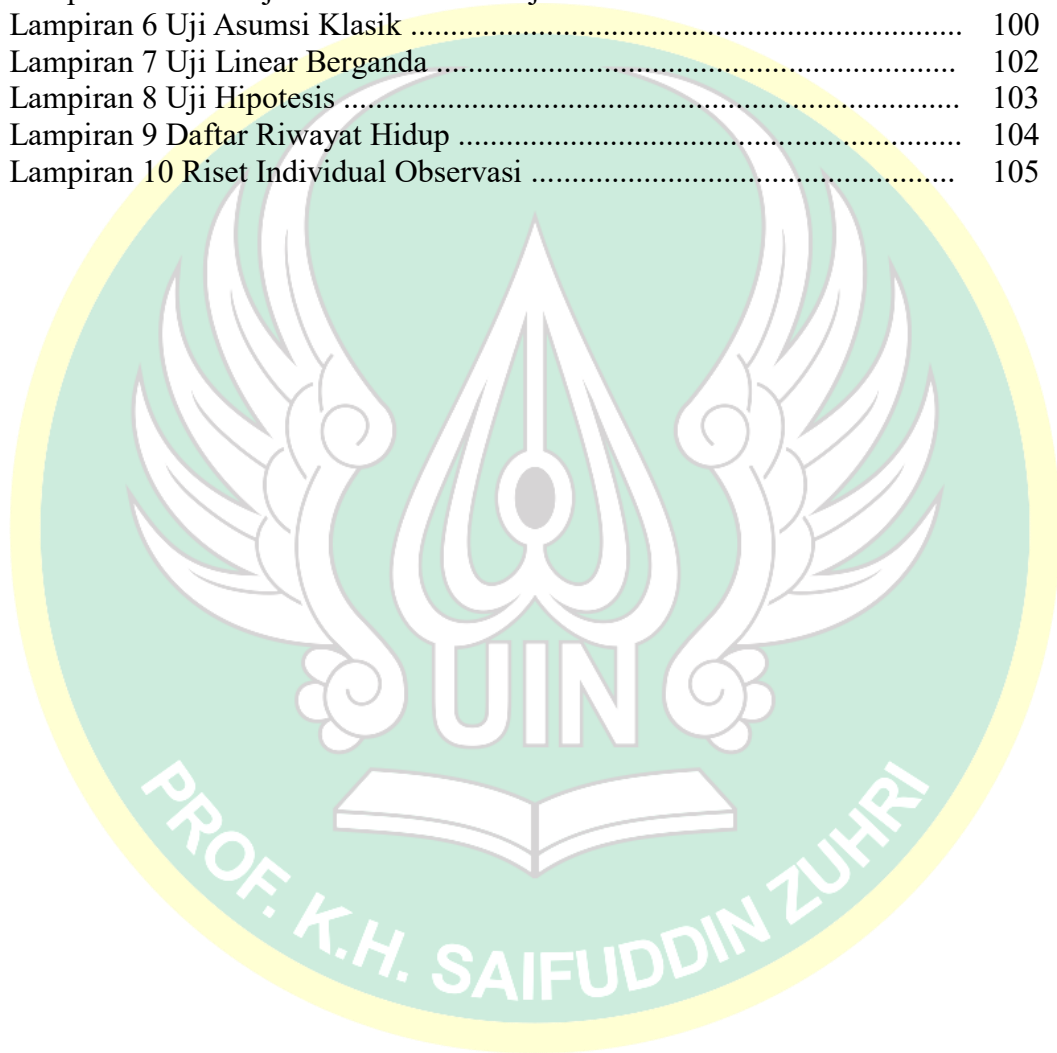 Lampiran 6 Uji Asumsi Klasik .................................................................... 100
Lampiran 7 Uji Linear Berganda ................................................................ 102
Lampiran 8 Uji Hipotesis ............................................................................ 103
Lampiran 9 Daftar Riwayat Hidup .............................................................. 104
Lampiran 10 Riset Individual Observasi .................................................... 105
UIN
PROF. K.H. SAIFUDDIN ZUHRI